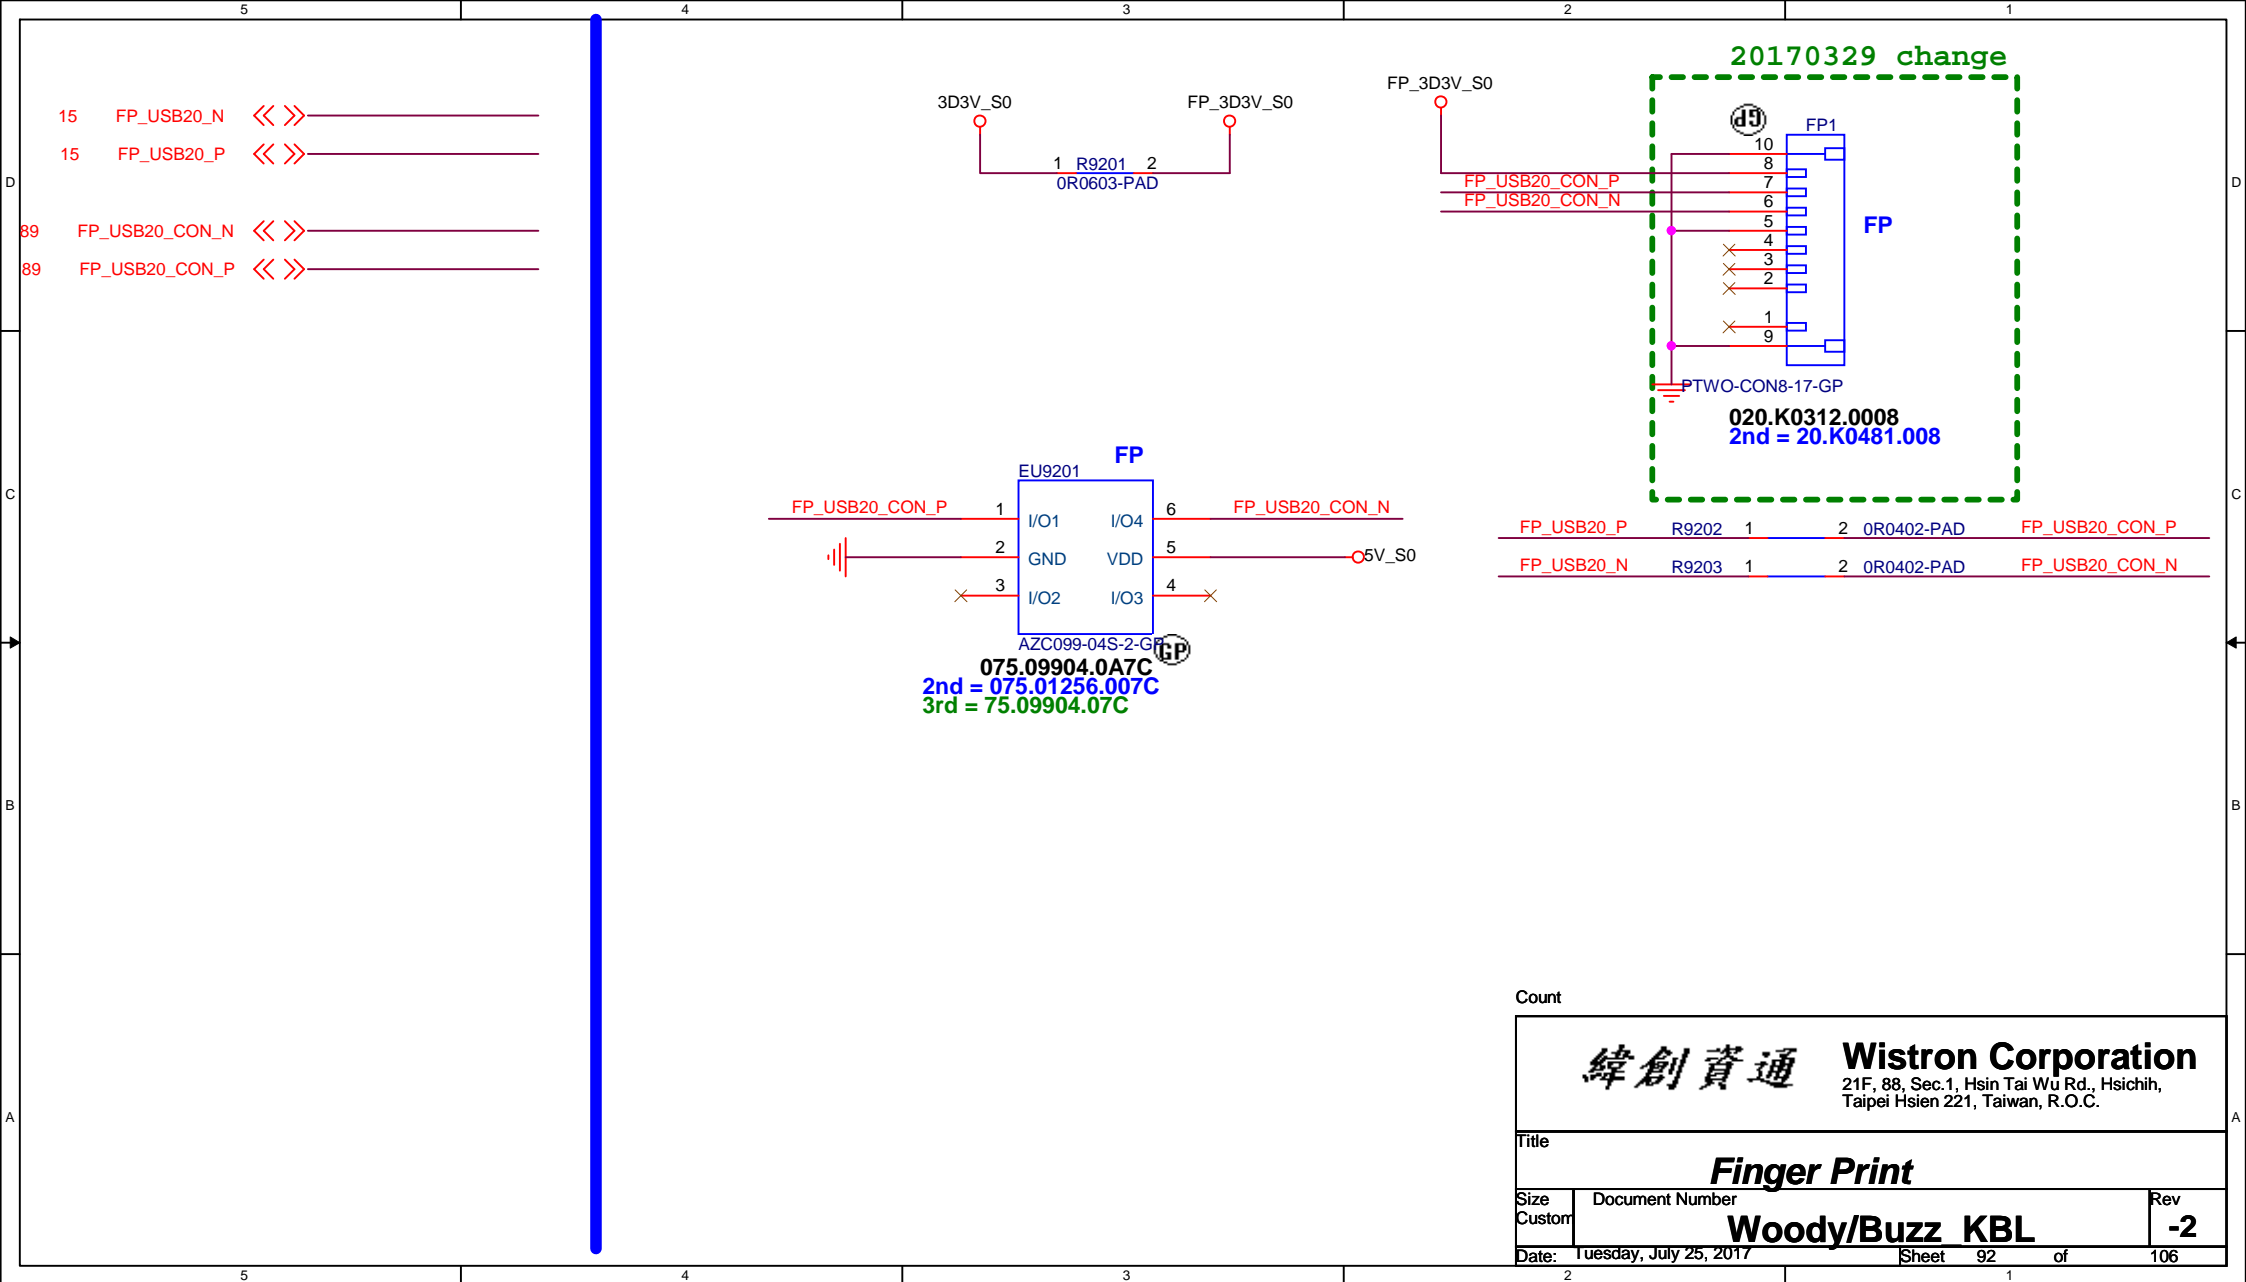 5 4 3 2 1
20170329 change
15 FP_USB20_N
15 FP_USB20_P
89 FP_USB20_CON_N
89 FP_USB20_CON_P
3D3V_S0
FP_3D3V_S0
1 R9201 2
0R0603-PAD
FP_3D3V_S0
FP_USB20_CON_P
FP_USB20_CON_N
GP
FP1
10
8
7
6
5
4
3
2
1
9
FP
PTWO-CON8-17-GP
020.K0312.0008
2nd = 20.K0481.008
D
D
C
C
B
B
A
A
FP
EU9201
FP_USB20_CON_P 1 I/O1 I/O4 6 FP_USB20_CON_N
2 GND VDD 5 5V_S0
3 I/O2 I/O3 4
AZC099-04S-2-GP
GP
075.09904.0A7C
2nd = 075.01256.007C
3rd = 75.09904.07C
FP_USB20_P R9202 1 2 0R0402-PAD FP_USB20_CON_P
FP_USB20_N R9203 1 2 0R0402-PAD FP_USB20_CON_N
Count
緯創資通
Wistron Corporation
21F, 88, Sec.1, Hsin Tai Wu Rd., Hsichih,
Taipei Hsien 221, Taiwan, R.O.C.
Title
Finger Print
Size Document Number Rev
Custom
Woody/Buzz_KBL -2
Date: Tuesday, July 25, 2017 Sheet 92 of 106
5 4 3 2 1